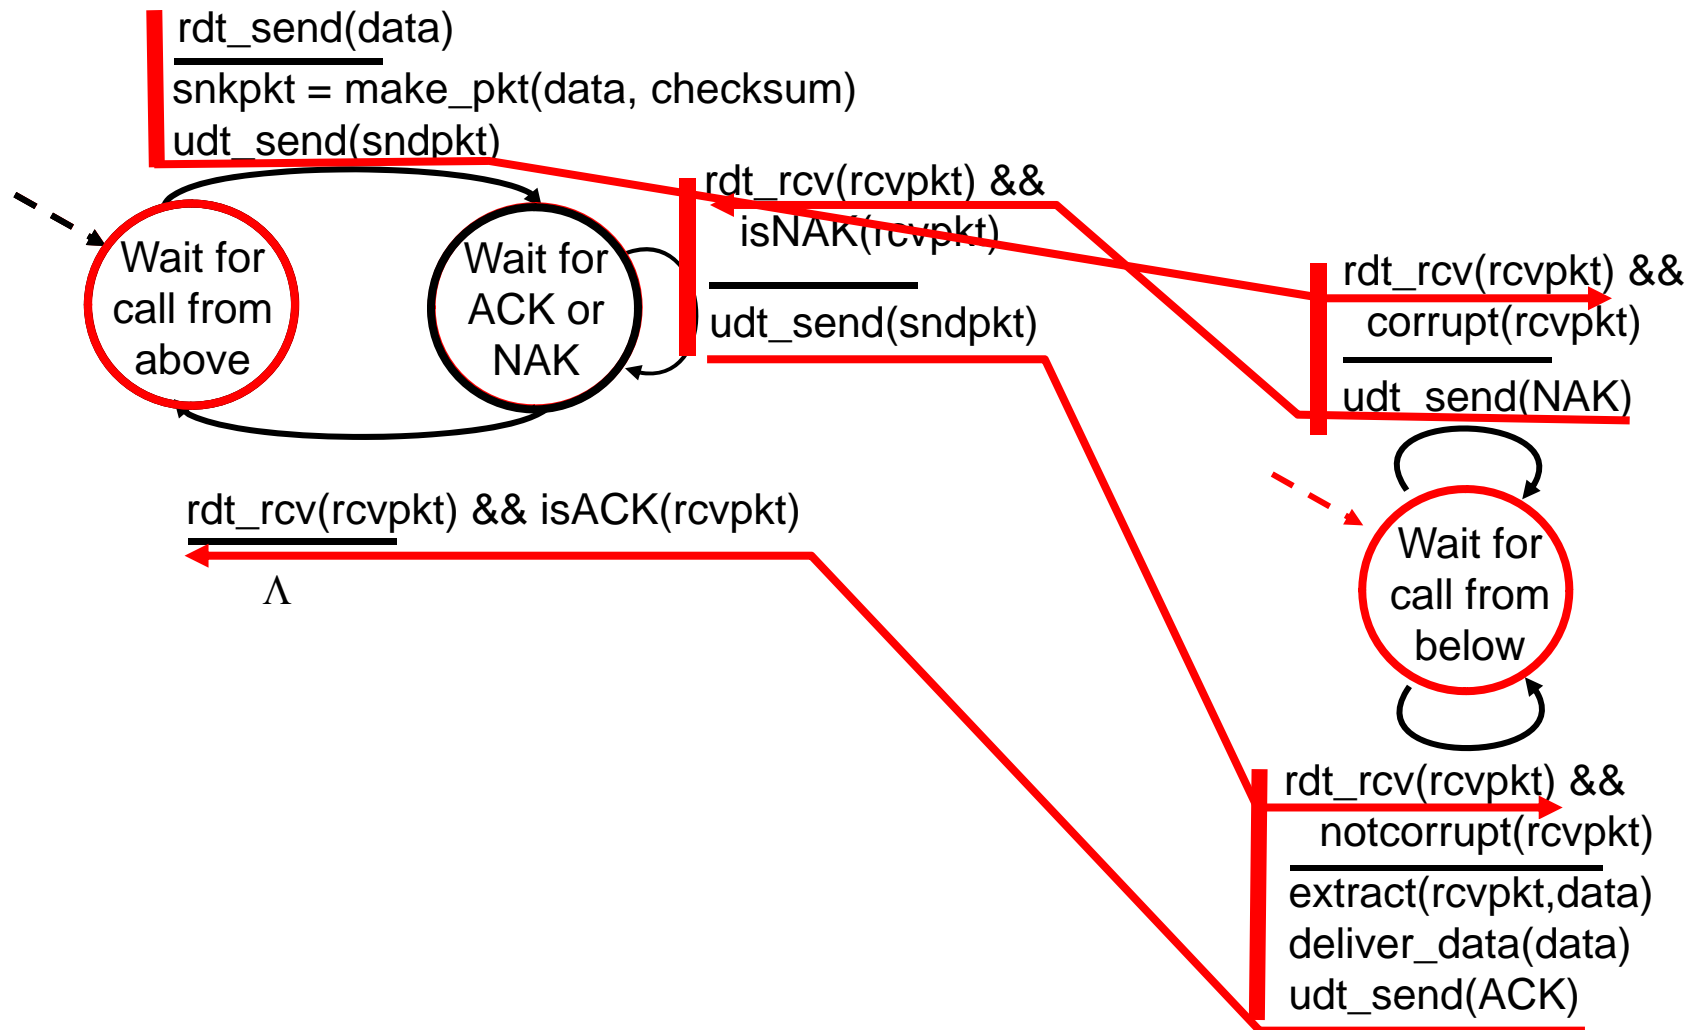 rdt_send(data)
snkpkt = make_pkt(data, checksum)
udt_send(sndpkt)
rdt_rcv(rcvpkt) &&
isNAK(rcvpkt)
udt_send(sndpkt)
Wait for
call from
above
Wait for
ACK or
NAK
rdt_rcv(rcvpkt) &&
corrupt(rcvpkt)
udt_send(NAK)
rdt_rcv(rcvpkt) && isACK(rcvpkt)
Λ
Wait for
call from
below
rdt_rcv(rcvpkt) &&
notcorrupt(rcvpkt)
extract(rcvpkt,data)
deliver_data(data)
udt_send(ACK)